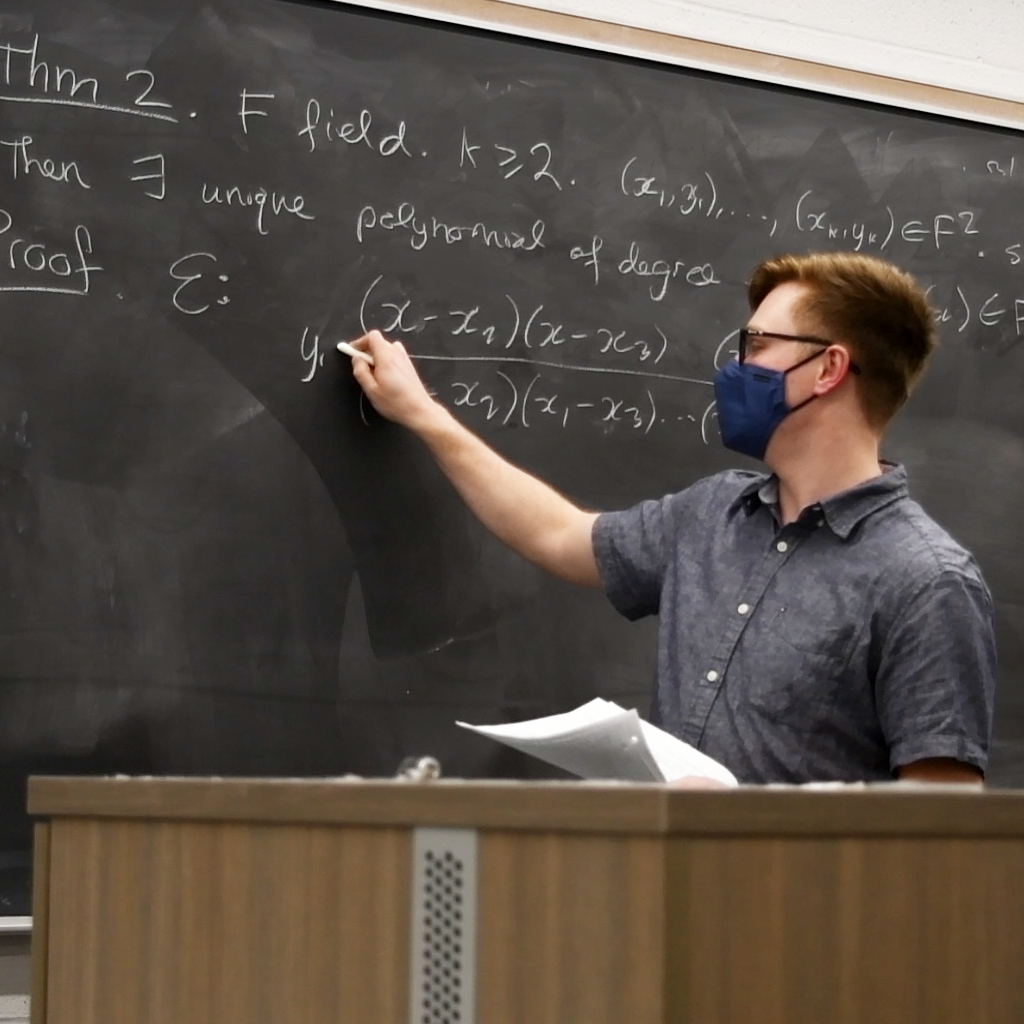 Thm 2. F field. k ≥ 2. (x₁, y₁), ..., (xₖ, yₖ) ∈ F². s
Then ∃ unique polynomial of degree ) ∈ F
Proof. E:
y₁ (x - x₂)(x - x₃) (
- x₂)(x₁ - x₃) ... (